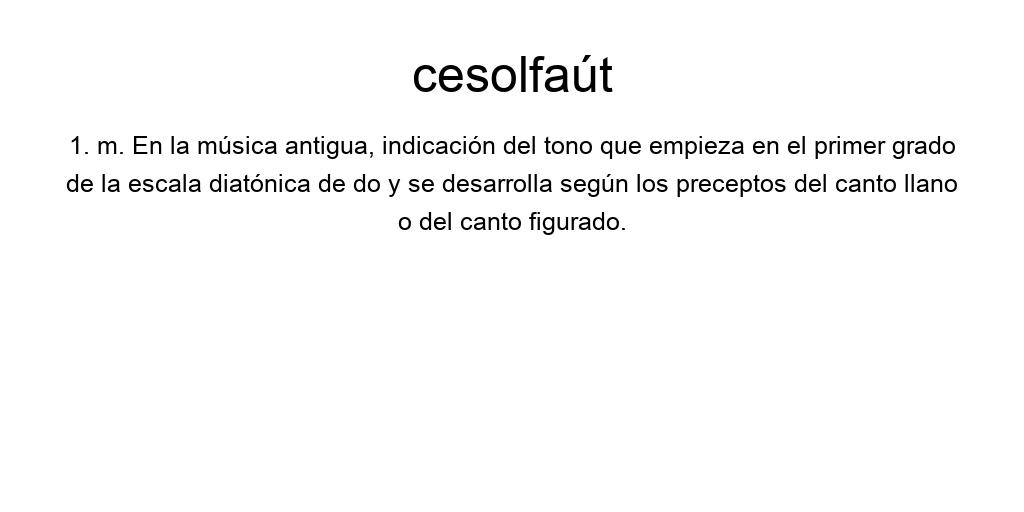 cesolfaút
1. m. En la música antigua, indicación del tono que empieza en el primer grado
de la escala diatónica de do y se desarrolla según los preceptos del canto llano
o del canto figurado.